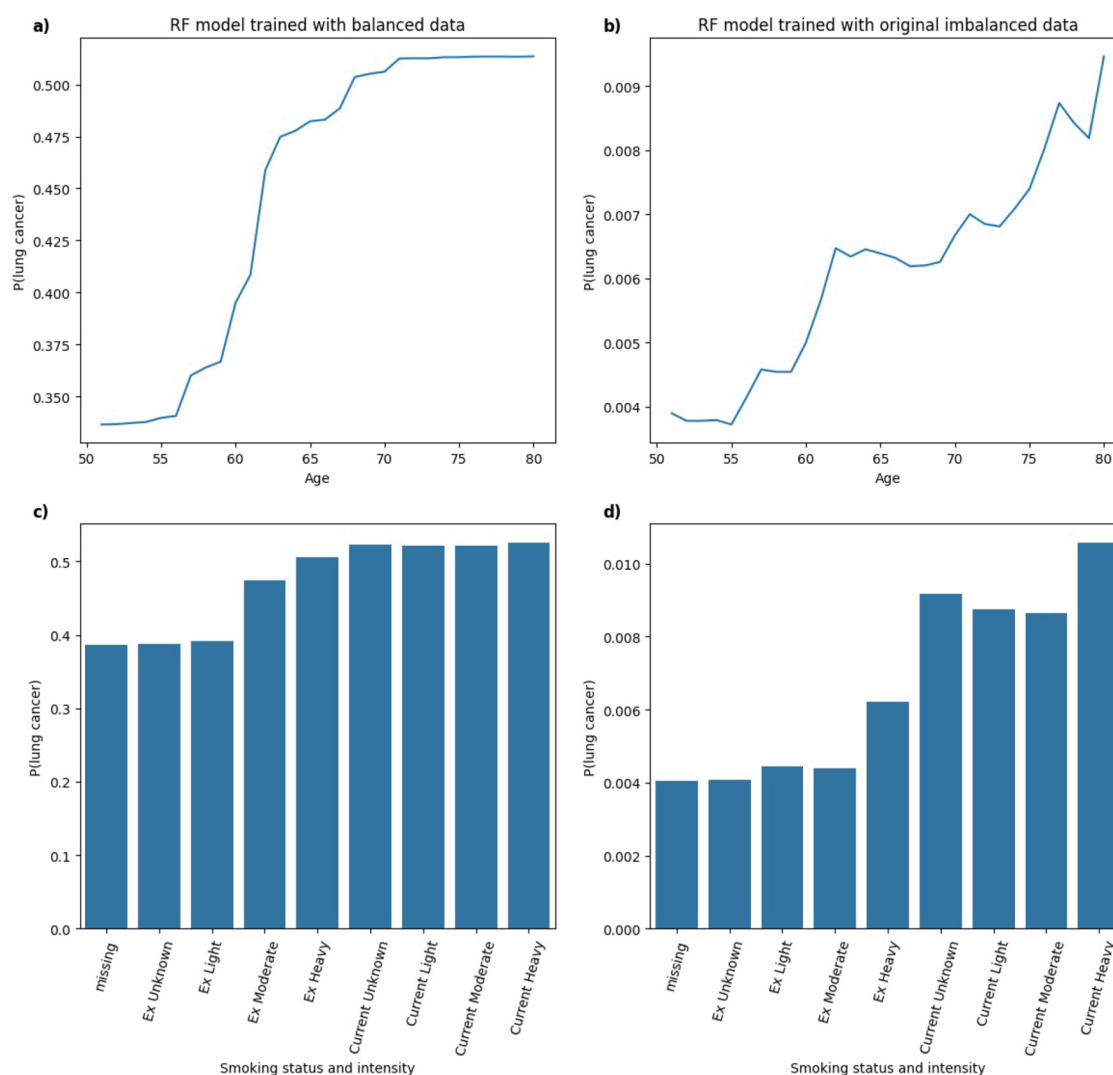 a)
RF model trained with balanced data
0.500
0.475
0.450
0.425
0.400
0.375
0.350
P(lung cancer)
50 55 60 65 70 75 80
Age
b)
RF model trained with original imbalanced data
0.009
0.008
0.007
0.006
0.005
0.004
P(lung cancer)
50 55 60 65 70 75 80
Age
c)
0.5
0.4
0.3
0.2
0.1
0.0
P(lung cancer)
missing
Ex Unknown
Ex Light
Ex Moderate
Ex Heavy
Current Unknown
Current Light
Current Moderate
Current Heavy
Smoking status and intensity
d)
0.010
0.008
0.006
0.004
0.002
0.000
P(lung cancer)
missing
Ex Unknown
Ex Light
Ex Moderate
Ex Heavy
Current Unknown
Current Light
Current Moderate
Current Heavy
Smoking status and intensity